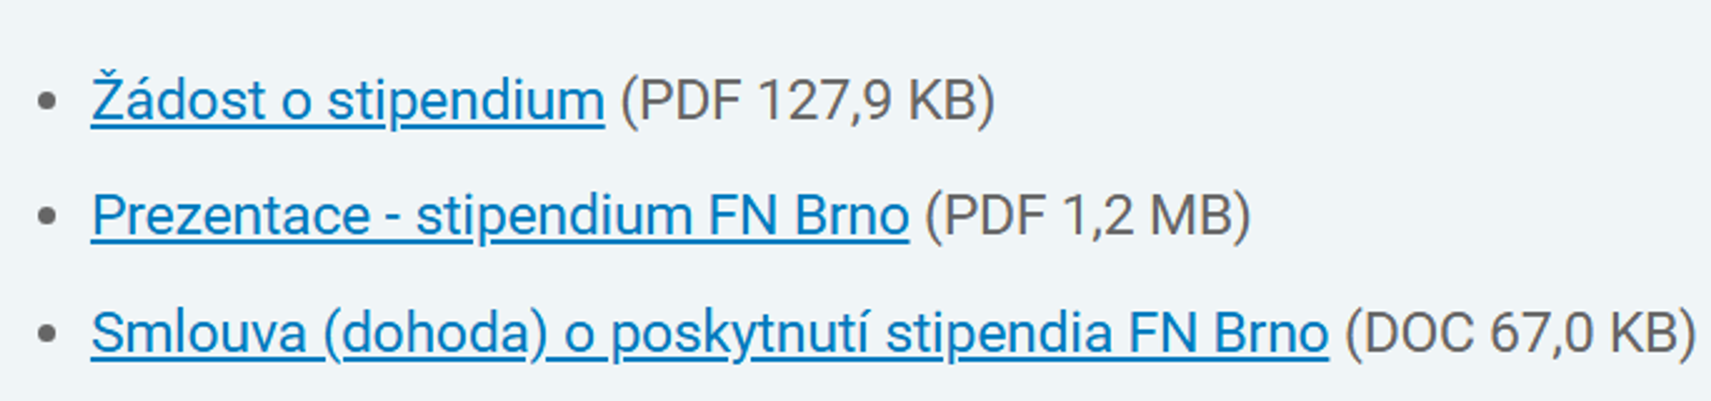 Žádost o stipendium (PDF 127,9 KB)
Prezentace - stipendium FN Brno (PDF 1,2 MB)
Smlouva (dohoda) o poskytnutí stipendia FN Brno (DOC 67,0 KB)